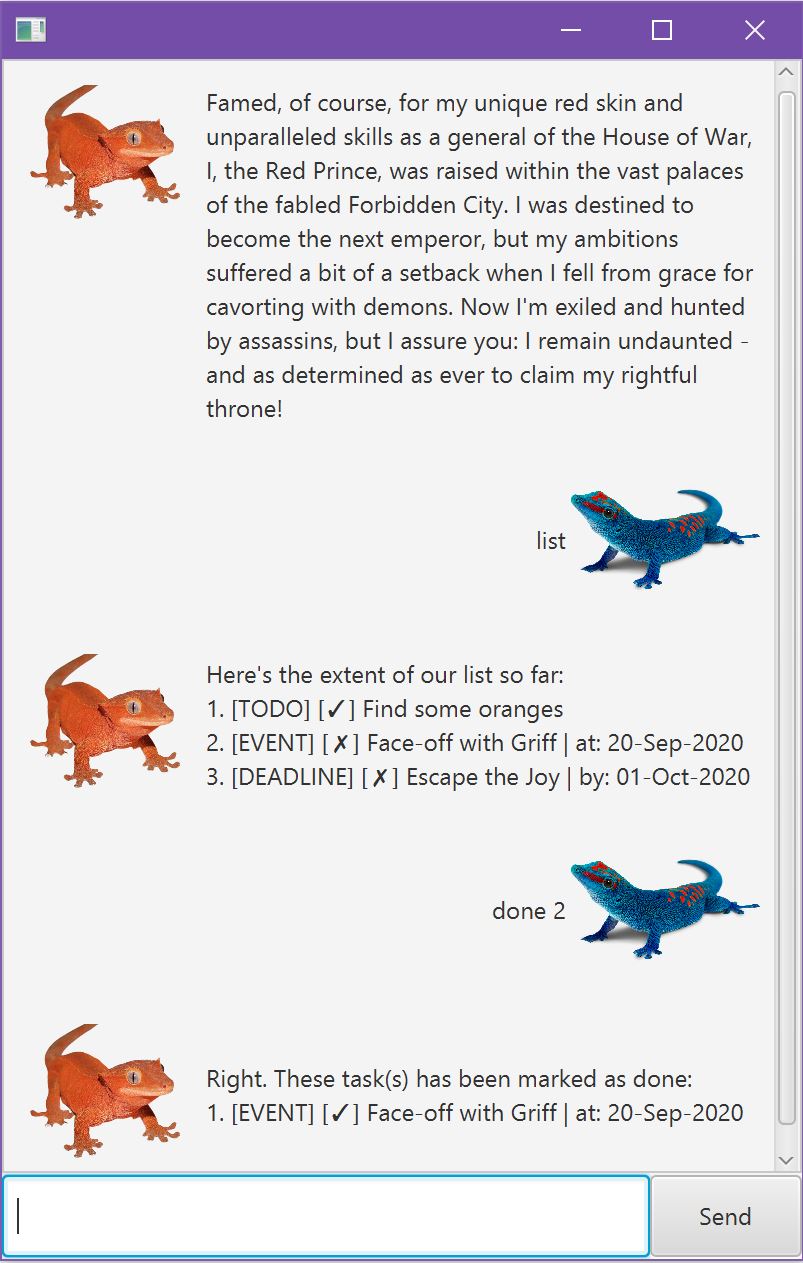 Famed, of course, for my unique red skin and
unparalleled skills as a general of the House of War,
I, the Red Prince, was raised within the vast palaces
of the fabled Forbidden City. I was destined to
become the next emperor, but my ambitions
suffered a bit of a setback when I fell from grace for
cavorting with demons. Now I'm exiled and hunted
by assassins, but I assure you: I remain undaunted -
and as determined as ever to claim my rightful
throne!
list
Here's the extent of our list so far:
1. [TODO] [✓] Find some oranges
2. [EVENT] [✗] Face-off with Griff | at: 20-Sep-2020
3. [DEADLINE] [✗] Escape the Joy | by: 01-Oct-2020
done 2
Right. These task(s) has been marked as done:
1. [EVENT] [✓] Face-off with Griff | at: 20-Sep-2020
Send